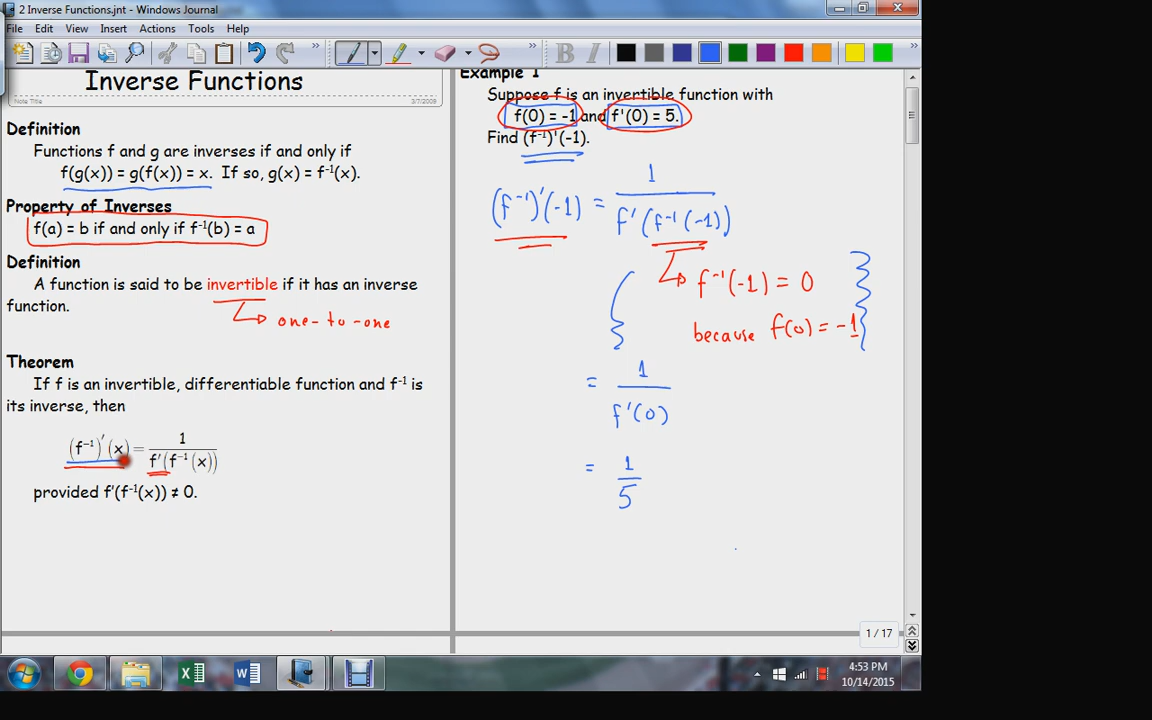 2 Inverse Functions.jnt - Windows Journal
File Edit View Insert Actions Tools Help
Inverse Functions
Note Title
3/7/2008
Definition
Functions f and g are inverses if and only if
f(g(x)) = g(f(x)) = x. If so, g(x) = f⁻¹(x).
Property of Inverses
f(a) = b if and only if f⁻¹(b) = a
Definition
A function is said to be invertible if it has an inverse
function.
one-to-one
Theorem
If f is an invertible, differentiable function and f⁻¹ is
its inverse, then
(f⁻¹)'(x) = 1 / f'(f⁻¹(x))
provided f'(f⁻¹(x)) ≠ 0.
Example 1
Suppose f is an invertible function with
f(0) = -1 and f'(0) = 5.
Find (f⁻¹)'(-1).
(f⁻¹)'(-1) = 1 / f'(f⁻¹(-1))
f⁻¹(-1) = 0
because f(0) = -1
= 1 / f'(0)
= 1 / 5
1 / 17
4:53 PM
10/14/2015